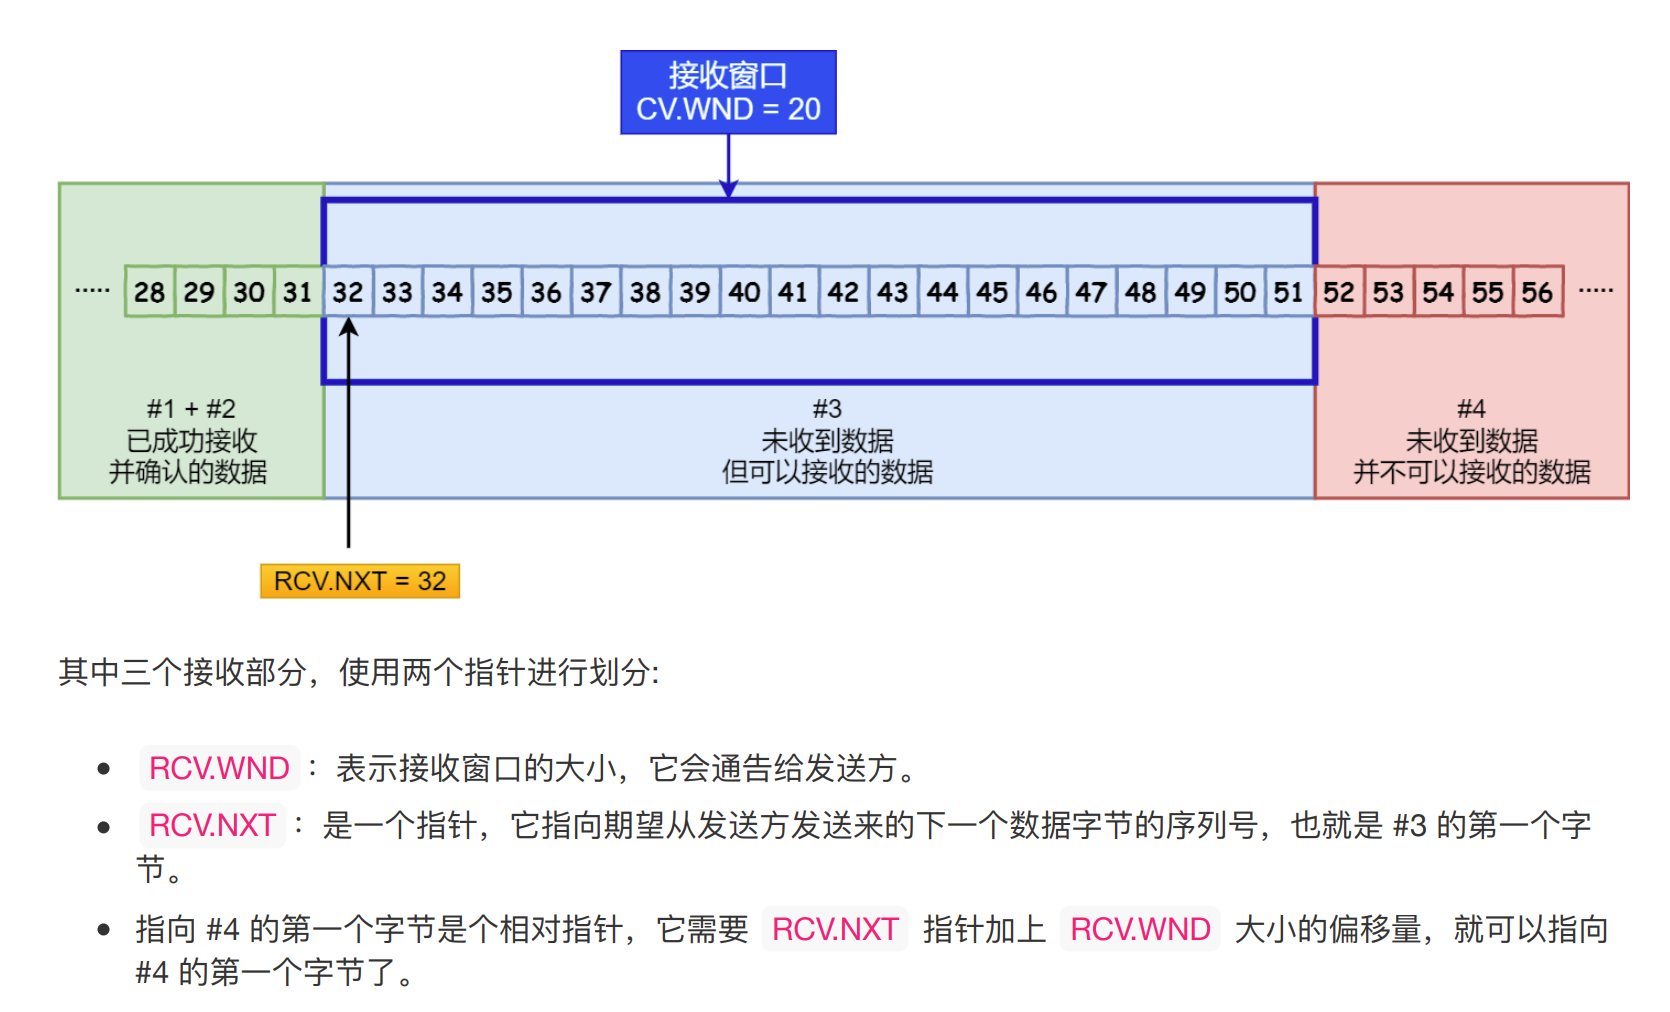 接收窗口
CV.WND = 20
····· 28 29 30 31 32 33 34 35 36 37 38 39 40 41 42 43 44 45 46 47 48 49 50 51 52 53 54 55 56 ·····
#1 + #2
已成功接收
并确认的数据
#3
未收到数据
但可以接收的数据
#4
未收到数据
并不可以接收的数据
RCV.NXT = 32
其中三个接收部分，使用两个指针进行划分:
• RCV.WND ：表示接收窗口的大小，它会通告给发送方。
• RCV.NXT ：是一个指针，它指向期望从发送方发送来的下一个数据字节的序列号，也就是 #3 的第一个字
节。
• 指向 #4 的第一个字节是个相对指针，它需要 RCV.NXT 指针加上 RCV.WND 大小的偏移量，就可以指向
#4 的第一个字节了。